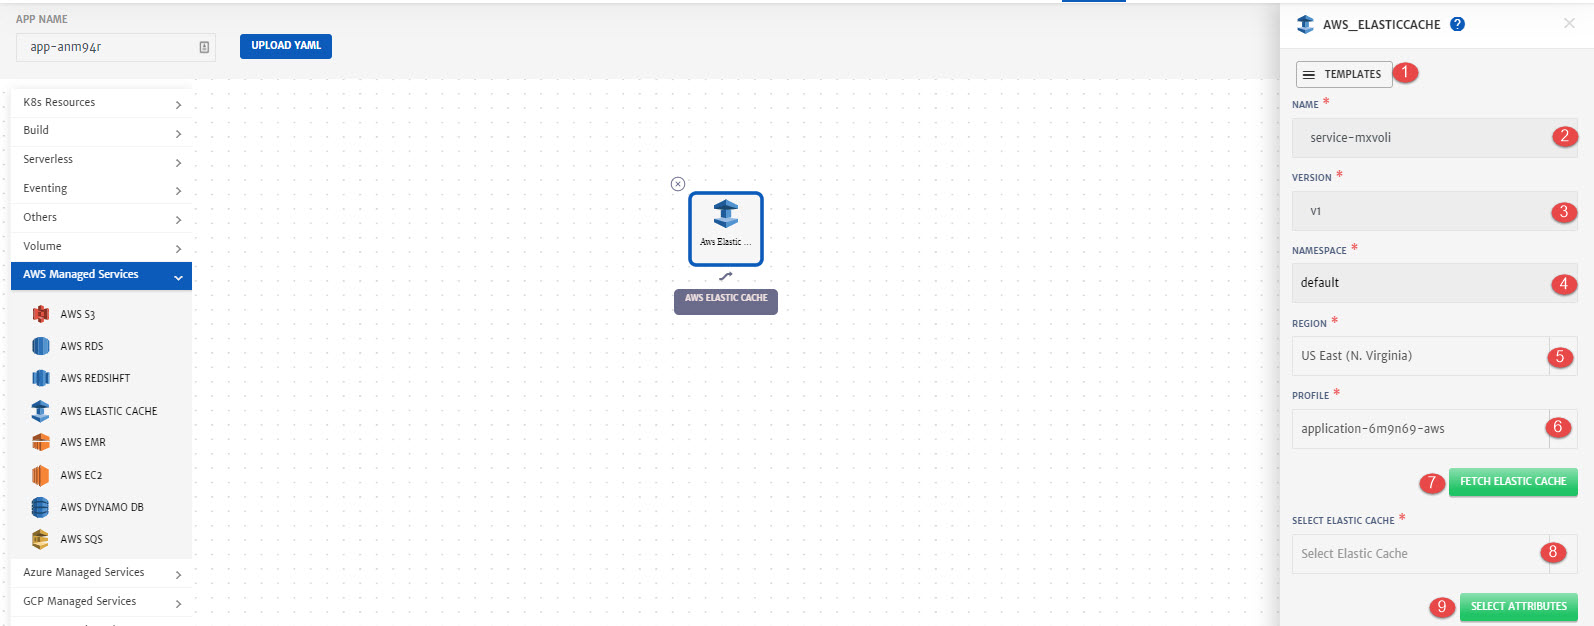 APP NAME
app-anm94r
UPLOAD YAML
K8s Resources
Build
Serverless
Eventing
Others
Volume
AWS Managed Services
AWS S3
AWS RDS
AWS REDSIHFT
AWS ELASTIC CACHE
AWS EMR
AWS EC2
AWS DYNAMO DB
AWS SQS
Azure Managed Services
GCP Managed Services
Aws Elastic ...
AWS ELASTIC CACHE
AWS_ELASTICCACHE ?
TEMPLATES 1
NAME *
service-mxvoli 2
VERSION *
v1 3
NAMESPACE *
default 4
REGION *
US East (N. Virginia) 5
PROFILE *
application-6m9n69-aws 6
7 FETCH ELASTIC CACHE
SELECT ELASTIC CACHE *
Select Elastic Cache 8
9 SELECT ATTRIBUTES